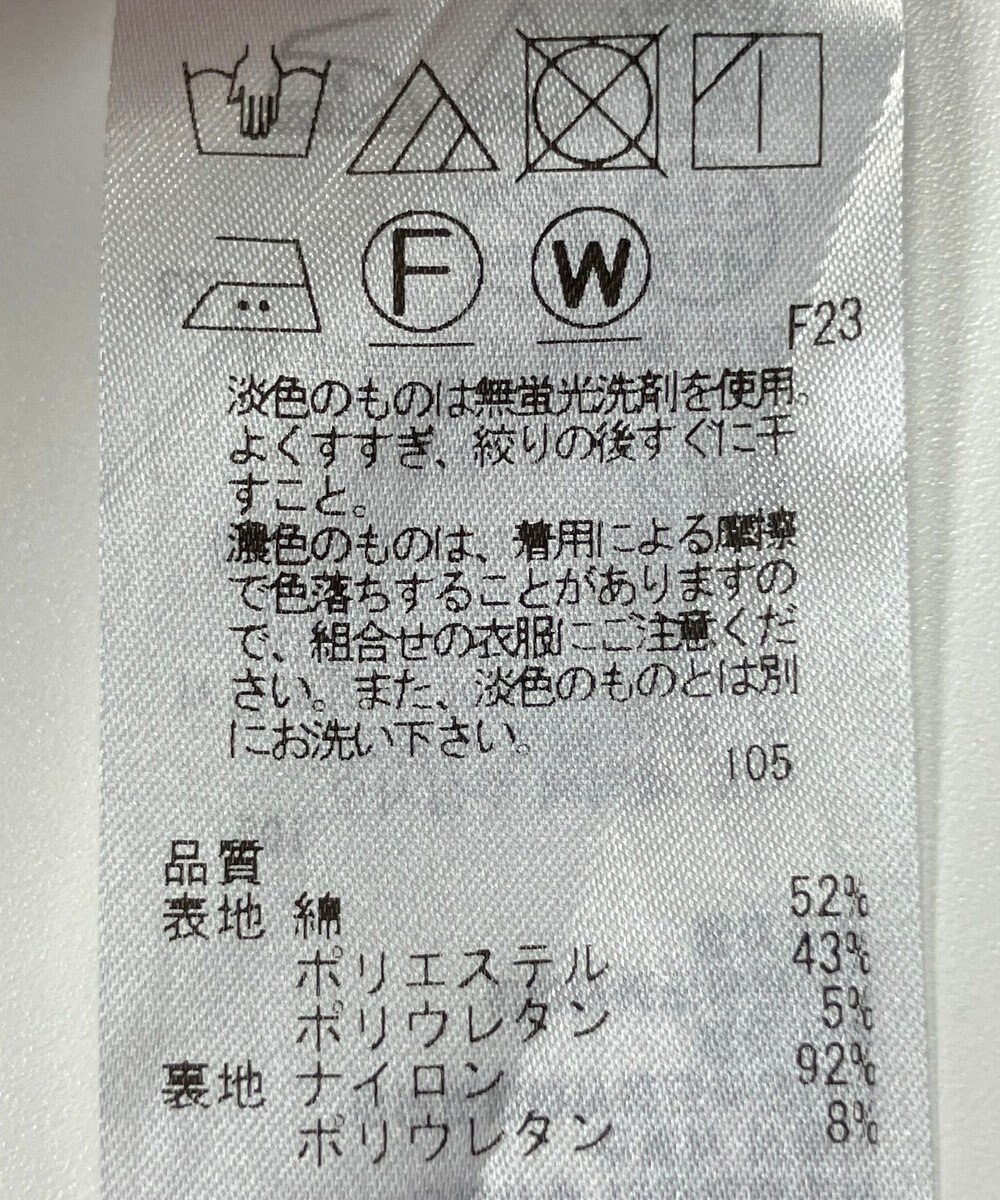 F W F23
淡色のものは無蛍光洗剤を使用。
よくすすぎ、絞りの後すぐに干
すこと。
濃色のものは、着用による摩擦
で色落ちすることがありますの
で、組合せの衣服にご注意くだ
さい。また、淡色のものとは別
にお洗い下さい。
105
品質
表地 綿 52%
ポリエステル 43%
ポリウレタン 5%
裏地 ナイロン 92%
ポリウレタン 8%